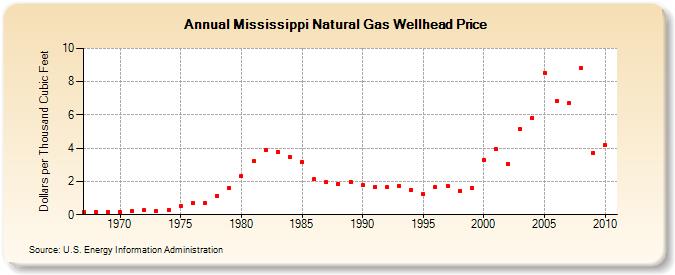 Annual Mississippi Natural Gas Wellhead Price
Dollars per Thousand Cubic Feet
10
8
6
4
2
0
1970 1975 1980 1985 1990 1995 2000 2005 2010
Source: U.S. Energy Information Administration